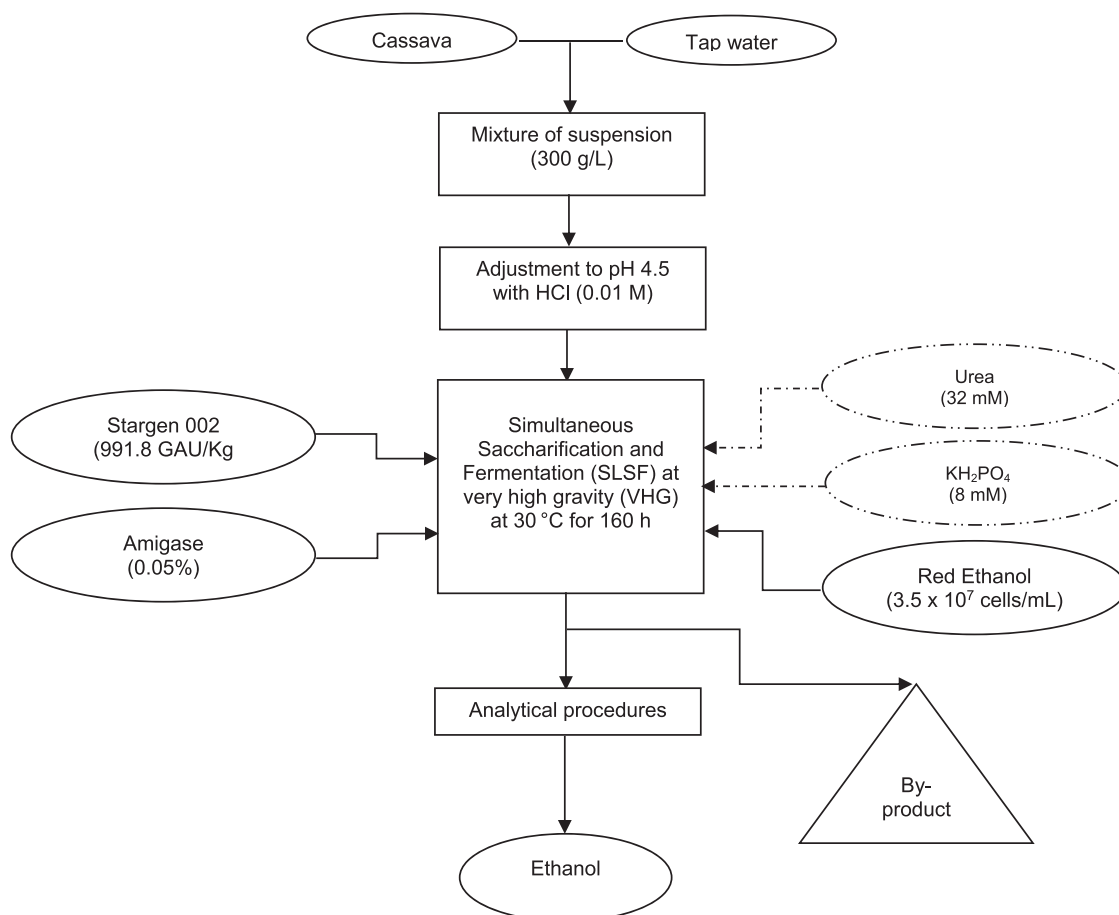 Cassava
Tap water
Mixture of suspension
(300 g/L)
Adjustment to pH 4.5
with HCl (0.01 M)
Urea
(32 mM)
Stargen 002
(991.8 GAU/Kg
Simultaneous
Saccharification and
Fermentation (SLSF) at
very high gravity (VHG)
at 30 °C for 160 h
KH₂PO₄
(8 mM)
Amigase
(0.05%)
Red Ethanol
(3.5 x 10⁷ cells/mL)
Analytical procedures
By-
product
Ethanol